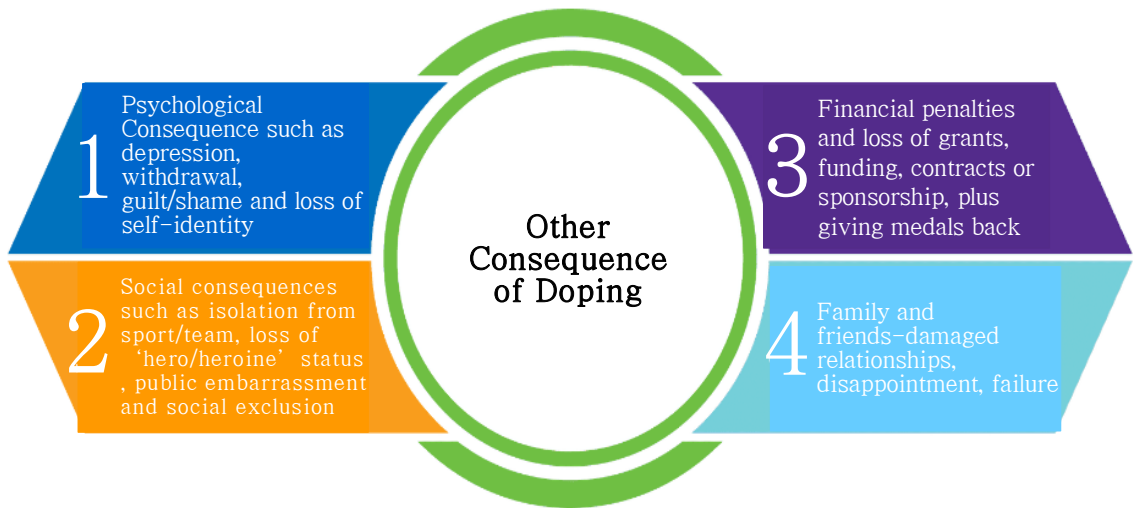 1
Psychological
Consequence such as
depression,
withdrawal,
guilt/shame and loss of
self-identity
2
Social consequences
such as isolation from
sport/team, loss of
‘hero/heroine’ status
, public embarrassment
and social exclusion
Other
Consequence
of Doping
3
Financial penalties
and loss of grants,
funding, contracts or
sponsorship, plus
giving medals back
4
Family and
friends-damaged
relationships,
disappointment, failure